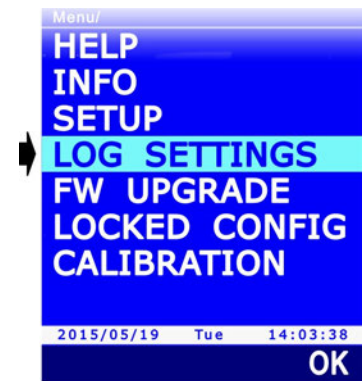 Menu/
HELP
INFO
SETUP
LOG SETTINGS
FW UPGRADE
LOCKED CONFIG
CALIBRATION
2015/05/19 Tue 14:03:38
OK